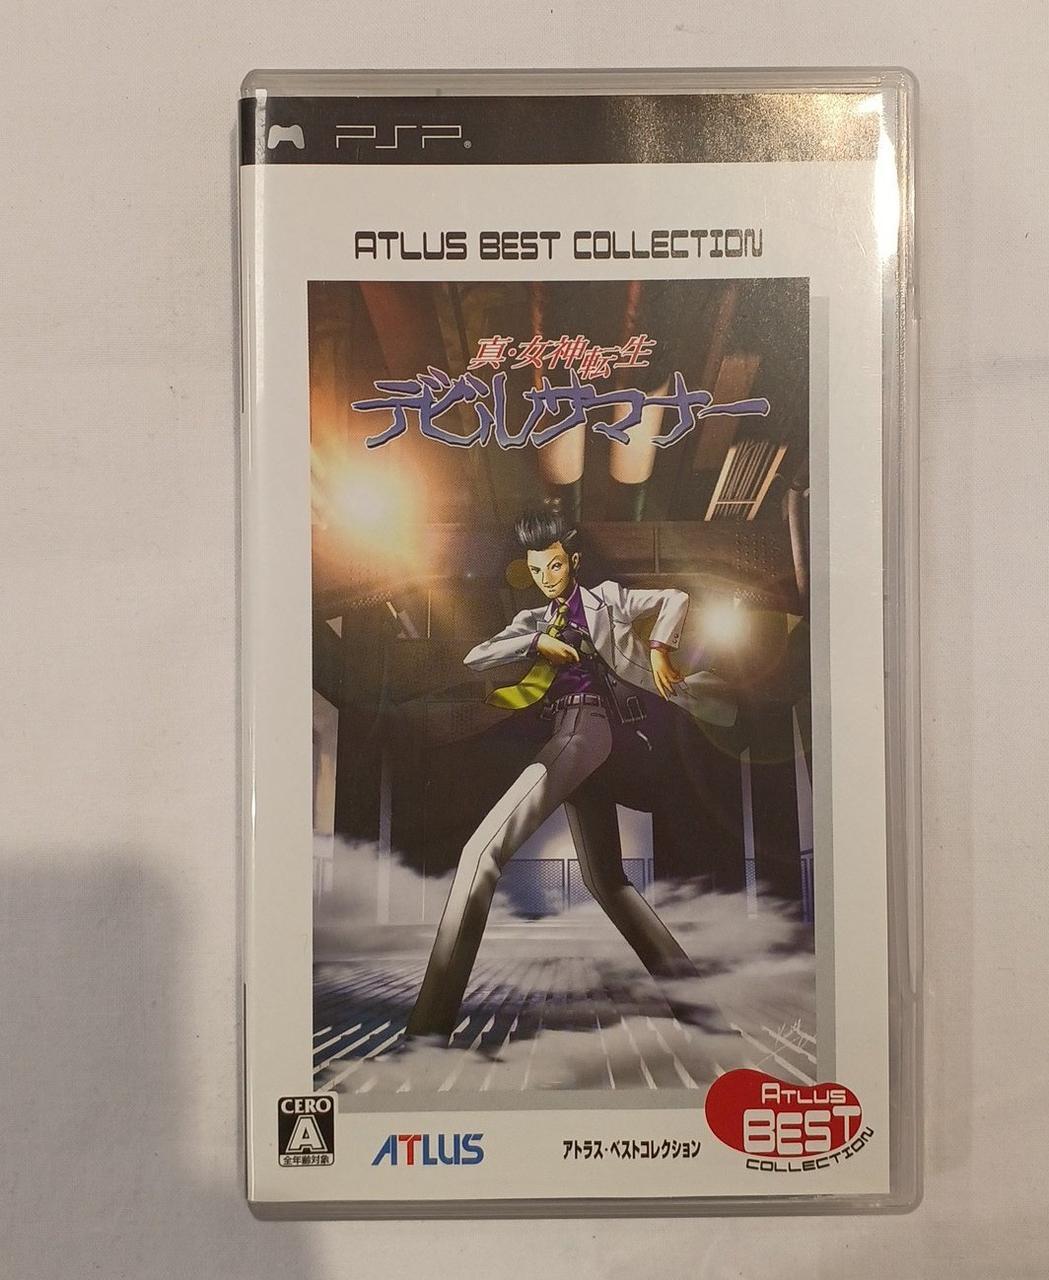 PSP®
ATLUS BEST COLLECTION
真・女神転生
デビルサマナー
CERO
A
全年齢対象
ATLUS
アトラス・ベストコレクション
ATLUS
BEST
COLLECTION